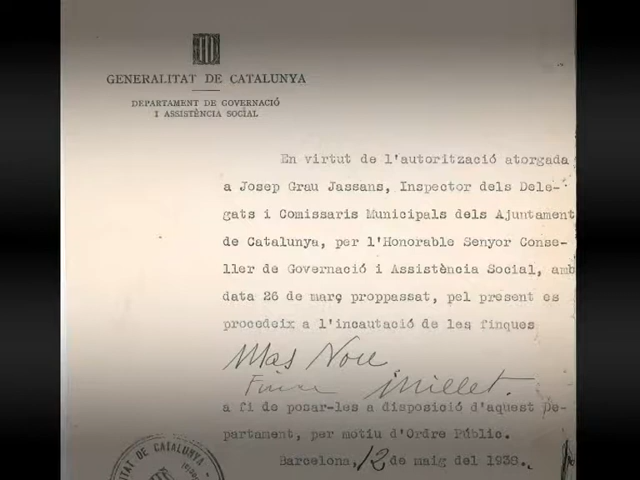 GENERALITAT DE CATALUNYA
DEPARTAMENT DE GOVERNACIÓ
I ASSISTÈNCIA SOCIAL
En virtut de l'autorització atorgada
a Josep Grau Jassans, Inspector dels Dele-
gats i Comissaris Municipals dels Ajuntament
de Catalunya, per l'Honorable Senyor Conse-
ller de Governació i Assistència Social, amb
data 26 de març proppassat, pel present es
procedeix a l'incautació de les finques
Mas Nou
Finca Millet.
a fi de posar-les a disposició d'aquest De-
partament, per motiu d'Ordre Públic.
Barcelona, 12 de maig del 1938.
TAT DE CATALUNYA